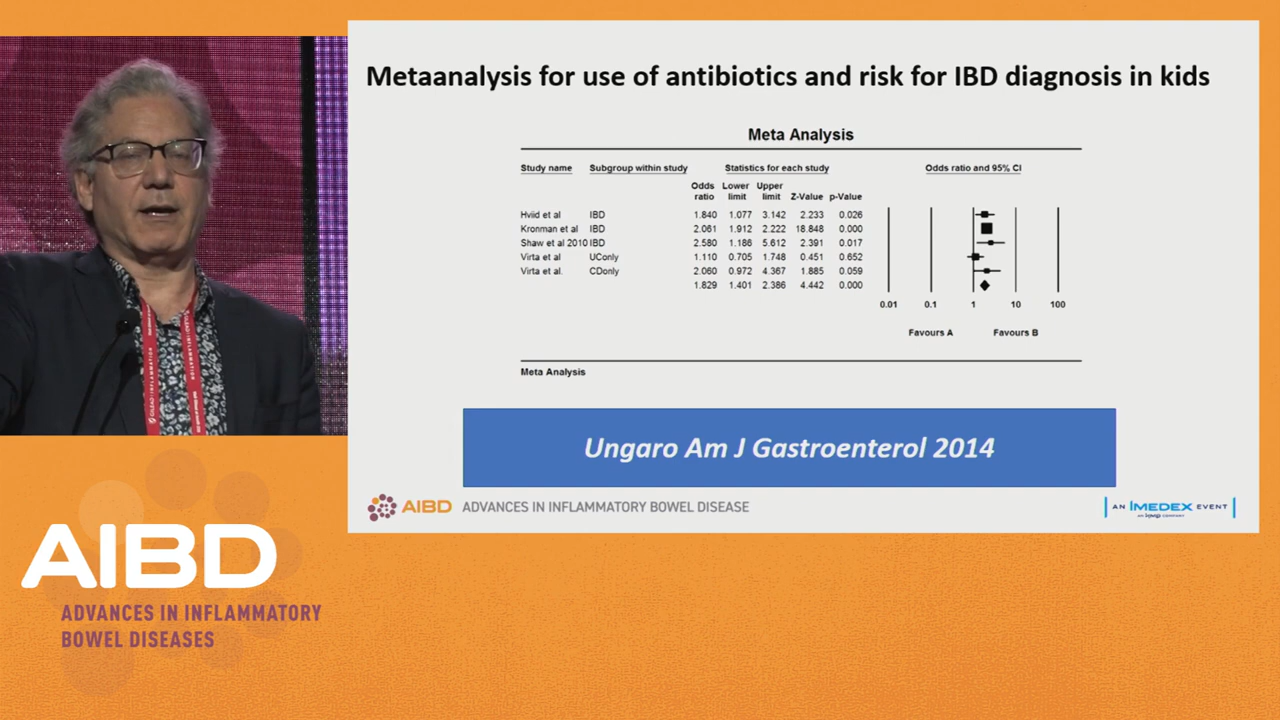 Metaanalysis for use of antibiotics and risk for IBD diagnosis in kids
Meta Analysis
Study name Subgroup within study Statistics for each study Odds ratio and 95% CI
Odds ratio Lower limit Upper limit Z-Value p-Value
Hviid et al IBD 1.840 1.077 3.142 2.233 0.026
Kronman et al IBD 2.061 1.912 2.222 18.848 0.000
Shaw et al 2010 IBD 2.580 1.186 5.612 2.391 0.017
Virta et al UConly 1.110 0.705 1.748 0.451 0.652
Virta et al. CDonly 2.060 0.972 4.367 1.885 0.059
1.829 1.401 2.386 4.442 0.000
0.01 0.1 1 10 100
Favours A Favours B
Meta Analysis
Ungaro Am J Gastroenterol 2014
AIBD ADVANCES IN INFLAMMATORY BOWEL DISEASE
AN IMEDEX EVENT
AIBD
ADVANCES IN INFLAMMATORY
BOWEL DISEASES